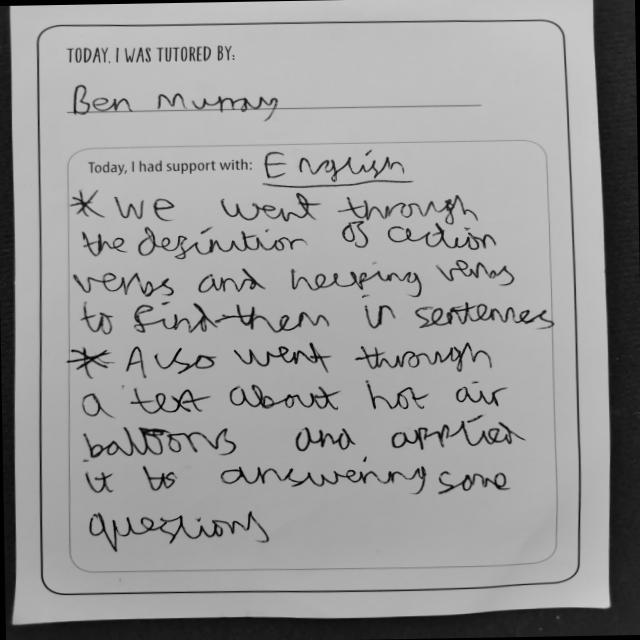 TODAY, I WAS TUTORED BY:
Ben Murray
Today, I had support with: English
* We went through
the definition of action
verbs and helping verbs
to find them in sentences
* Also went through
a text about hot air
balloons and applied
it to answering some
questions